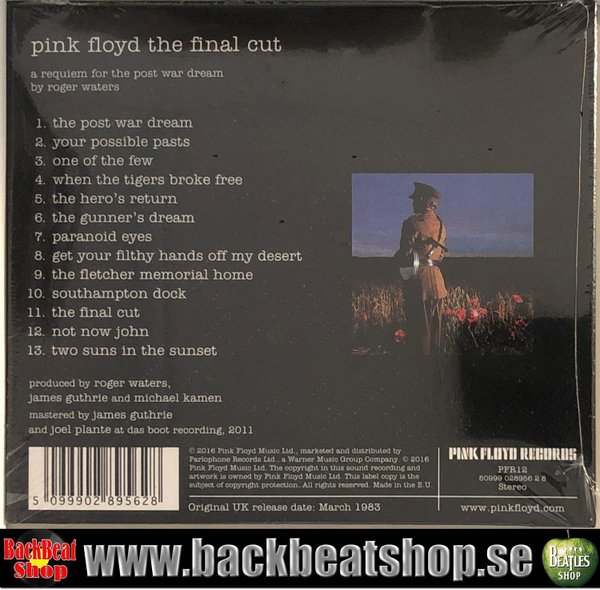 pink floyd the final cut
a requiem for the post war dream
by roger waters
1. the post war dream
2. your possible pasts
3. one of the few
4. when the tigers broke free
5. the hero's return
6. the gunner's dream
7. paranoid eyes
8. get your filthy hands off my desert
9. the fletcher memorial home
10. southampton dock
11. the final cut
12. not now john
13. two suns in the sunset
produced by roger waters,
james guthrie and michael kamen
mastered by james guthrie
and joel plante at das boot recording, 2011
5 099902 895628
℗ 2016 Pink Floyd Music Ltd., marketed and distributed by
Parlophone Records Ltd., a Warner Music Group Company. © 2016
Pink Floyd Music Ltd. The copyright in this sound recording and
artwork is owned by Pink Floyd Music Ltd. This label copy is the
subject of copyright protection. All rights reserved. Made in the E.U.
Original UK release date: March 1983
PINK FLOYD RECORDS
PFR12
50999 028956 2 8
Stereo
www.pinkfloyd.com
BackBeat
Shop
www.backbeatshop.se
BEATLES
SHOP